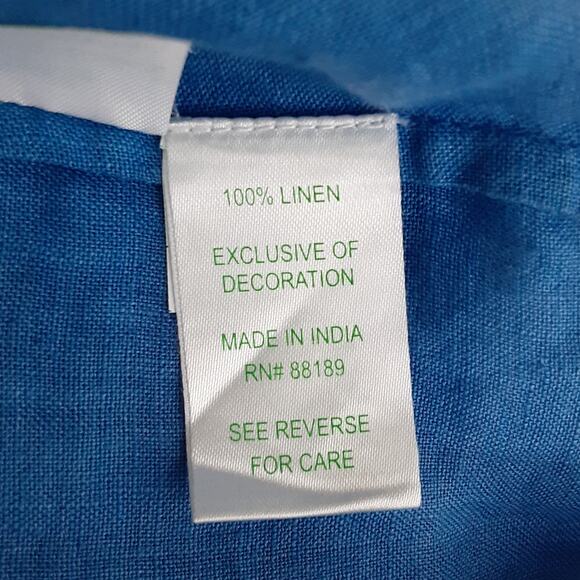 100% LINEN
EXCLUSIVE OF
DECORATION
MADE IN INDIA
RN# 88189
SEE REVERSE
FOR CARE